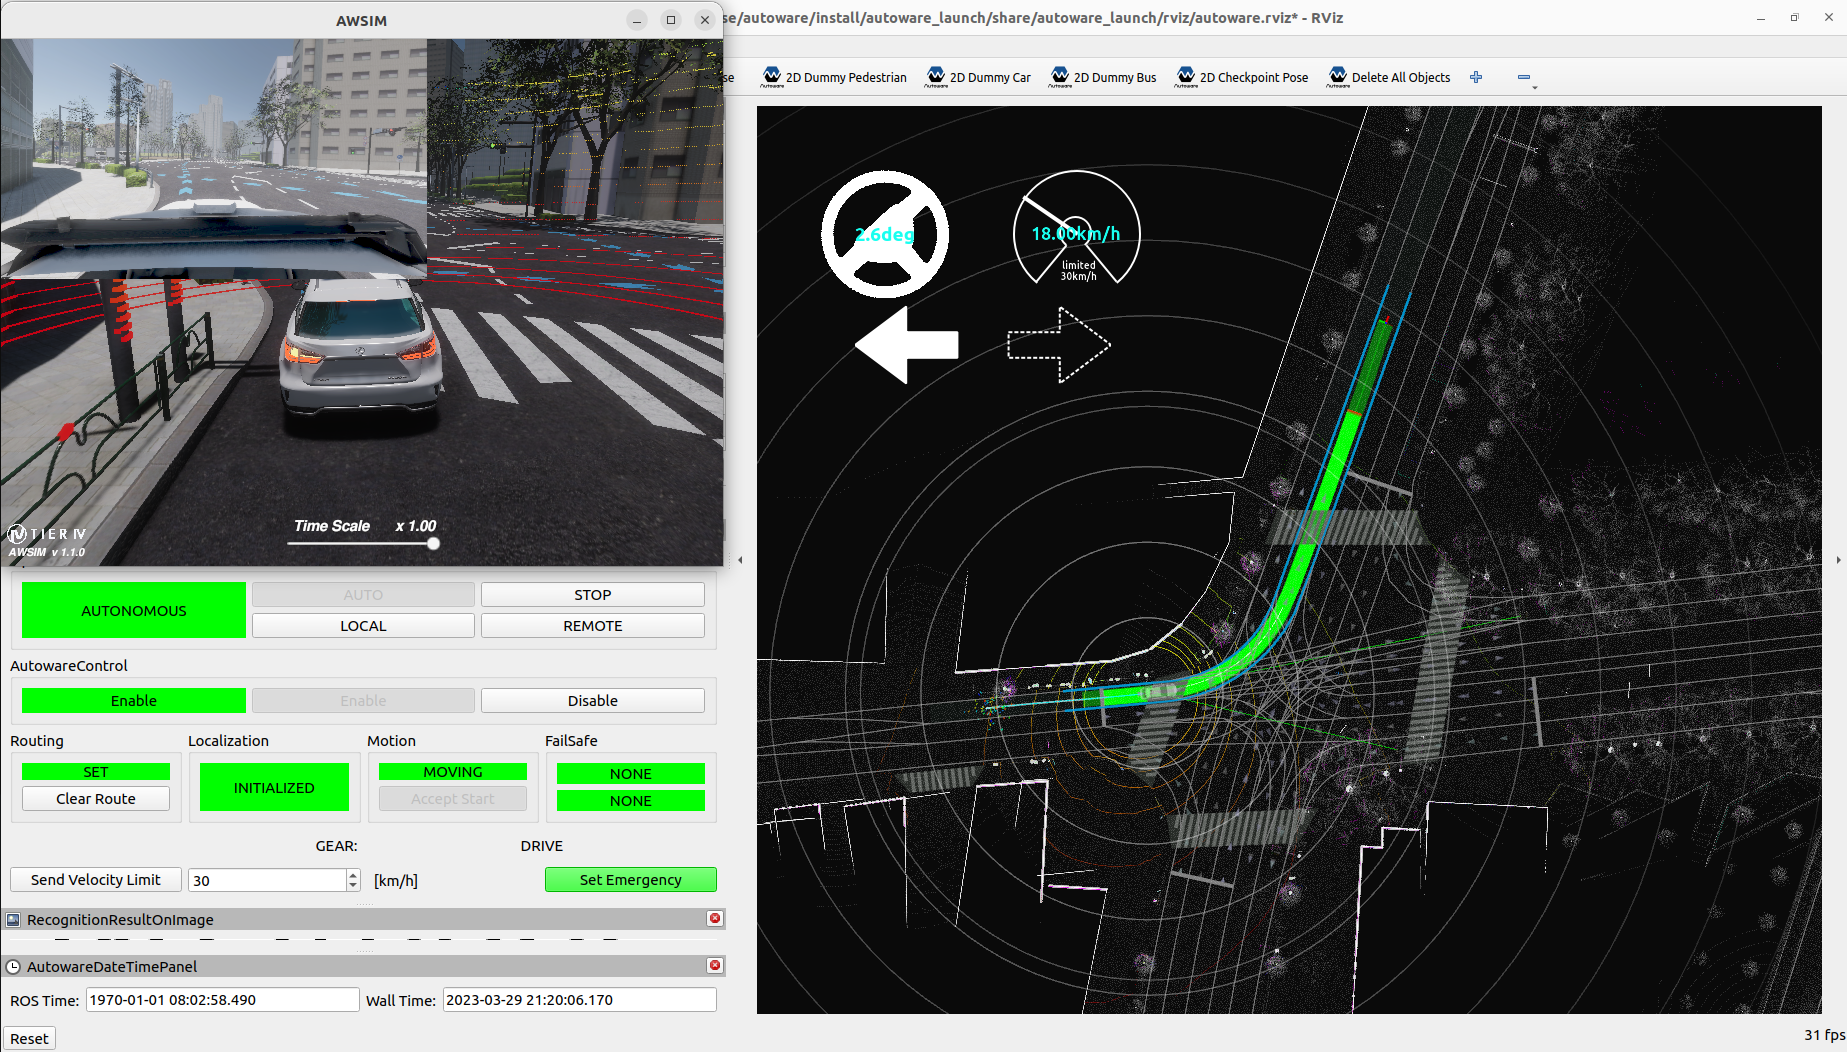 AWSIM
se/autoware/install/autoware_launch/share/autoware_launch/rviz/autoware.rviz* - RViz
se
2D Dummy Pedestrian
2D Dummy Car
2D Dummy Bus
2D Checkpoint Pose
Delete All Objects
2.6deg
18.00km/h
limited
30km/h
Time Scale x 1.00
TIER IV
AWSIM v 1.1.0
AUTONOMOUS
AUTO
STOP
LOCAL
REMOTE
AutowareControl
Enable
Enable
Disable
Routing
Localization
Motion
FailSafe
SET
Clear Route
INITIALIZED
MOVING
Accept Start
NONE
NONE
GEAR:
DRIVE
Send Velocity Limit
30
[km/h]
Set Emergency
RecognitionResultOnImage
AutowareDateTimePanel
ROS Time:
1970-01-01 08:02:58.490
Wall Time:
2023-03-29 21:20:06.170
Reset
31 fps